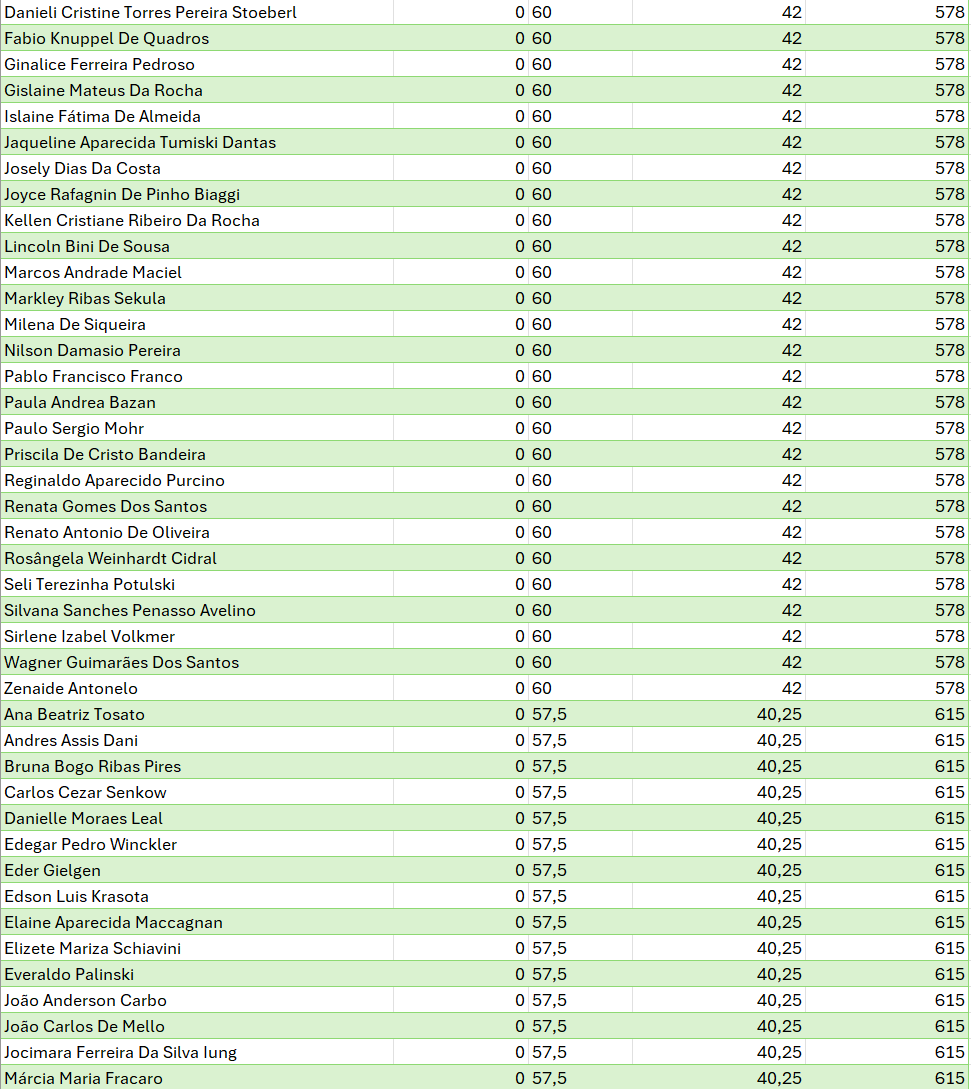 Danieli Cristine Torres Pereira Stoeberl 0 60 42 578
Fabio Knuppel De Quadros 0 60 42 578
Ginalice Ferreira Pedroso 0 60 42 578
Gislaine Mateus Da Rocha 0 60 42 578
Islaine Fátima De Almeida 0 60 42 578
Jaqueline Aparecida Tumiski Dantas 0 60 42 578
Josely Dias Da Costa 0 60 42 578
Joyce Rafagnin De Pinho Biaggi 0 60 42 578
Kellen Cristiane Ribeiro Da Rocha 0 60 42 578
Lincoln Bini De Sousa 0 60 42 578
Marcos Andrade Maciel 0 60 42 578
Markley Ribas Sekula 0 60 42 578
Milena De Siqueira 0 60 42 578
Nilson Damasio Pereira 0 60 42 578
Pablo Francisco Franco 0 60 42 578
Paula Andrea Bazan 0 60 42 578
Paulo Sergio Mohr 0 60 42 578
Priscila De Cristo Bandeira 0 60 42 578
Reginaldo Aparecido Purcino 0 60 42 578
Renata Gomes Dos Santos 0 60 42 578
Renato Antonio De Oliveira 0 60 42 578
Rosângela Weinhardt Cidral 0 60 42 578
Seli Terezinha Potulski 0 60 42 578
Silvana Sanches Penasso Avelino 0 60 42 578
Sirlene Izabel Volkmer 0 60 42 578
Wagner Guimarães Dos Santos 0 60 42 578
Zenaide Antonelo 0 60 42 578
Ana Beatriz Tosato 0 57,5 40,25 615
Andres Assis Dani 0 57,5 40,25 615
Bruna Bogo Ribas Pires 0 57,5 40,25 615
Carlos Cezar Senkow 0 57,5 40,25 615
Danielle Moraes Leal 0 57,5 40,25 615
Edegar Pedro Winckler 0 57,5 40,25 615
Eder Gielgen 0 57,5 40,25 615
Edson Luis Krasota 0 57,5 40,25 615
Elaine Aparecida Maccagnan 0 57,5 40,25 615
Elizete Mariza Schiavini 0 57,5 40,25 615
Everaldo Palinski 0 57,5 40,25 615
João Anderson Carbo 0 57,5 40,25 615
João Carlos De Mello 0 57,5 40,25 615
Jocimara Ferreira Da Silva Iung 0 57,5 40,25 615
Márcia Maria Fracaro 0 57,5 40,25 615